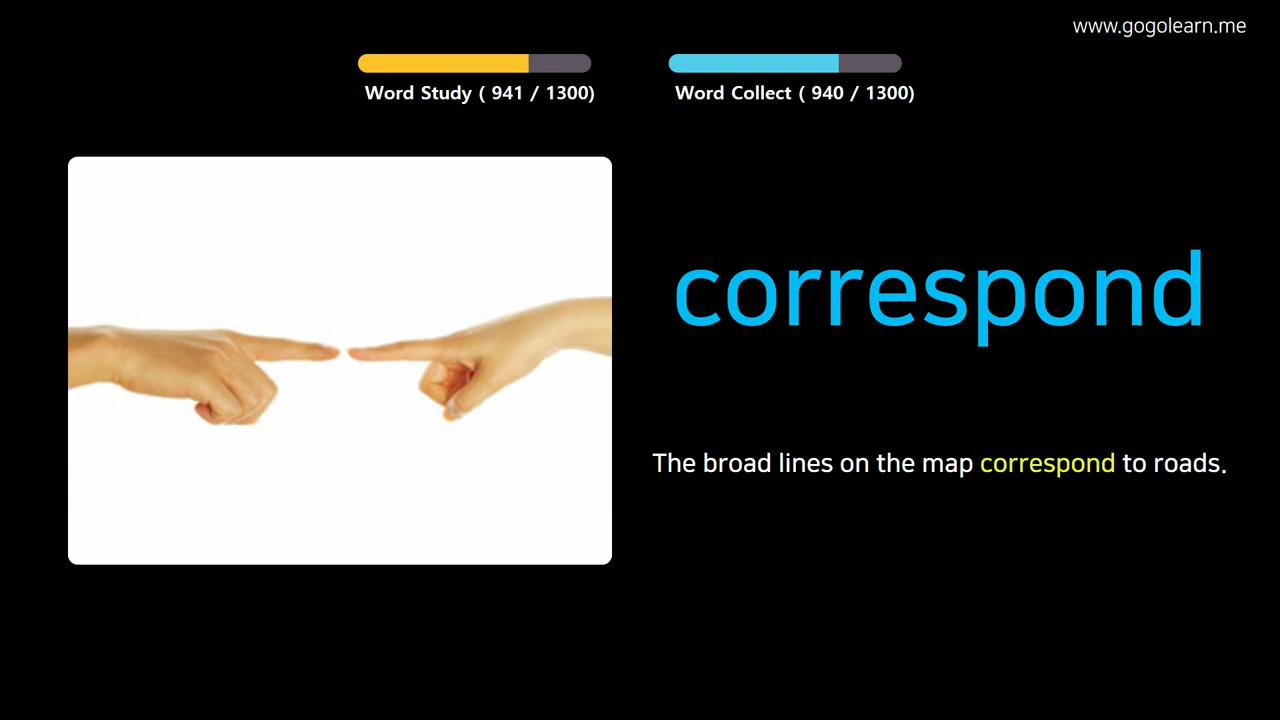 www.gogolearn.me
Word Study ( 941 / 1300)
Word Collect ( 940 / 1300)
correspond
The broad lines on the map correspond to roads.